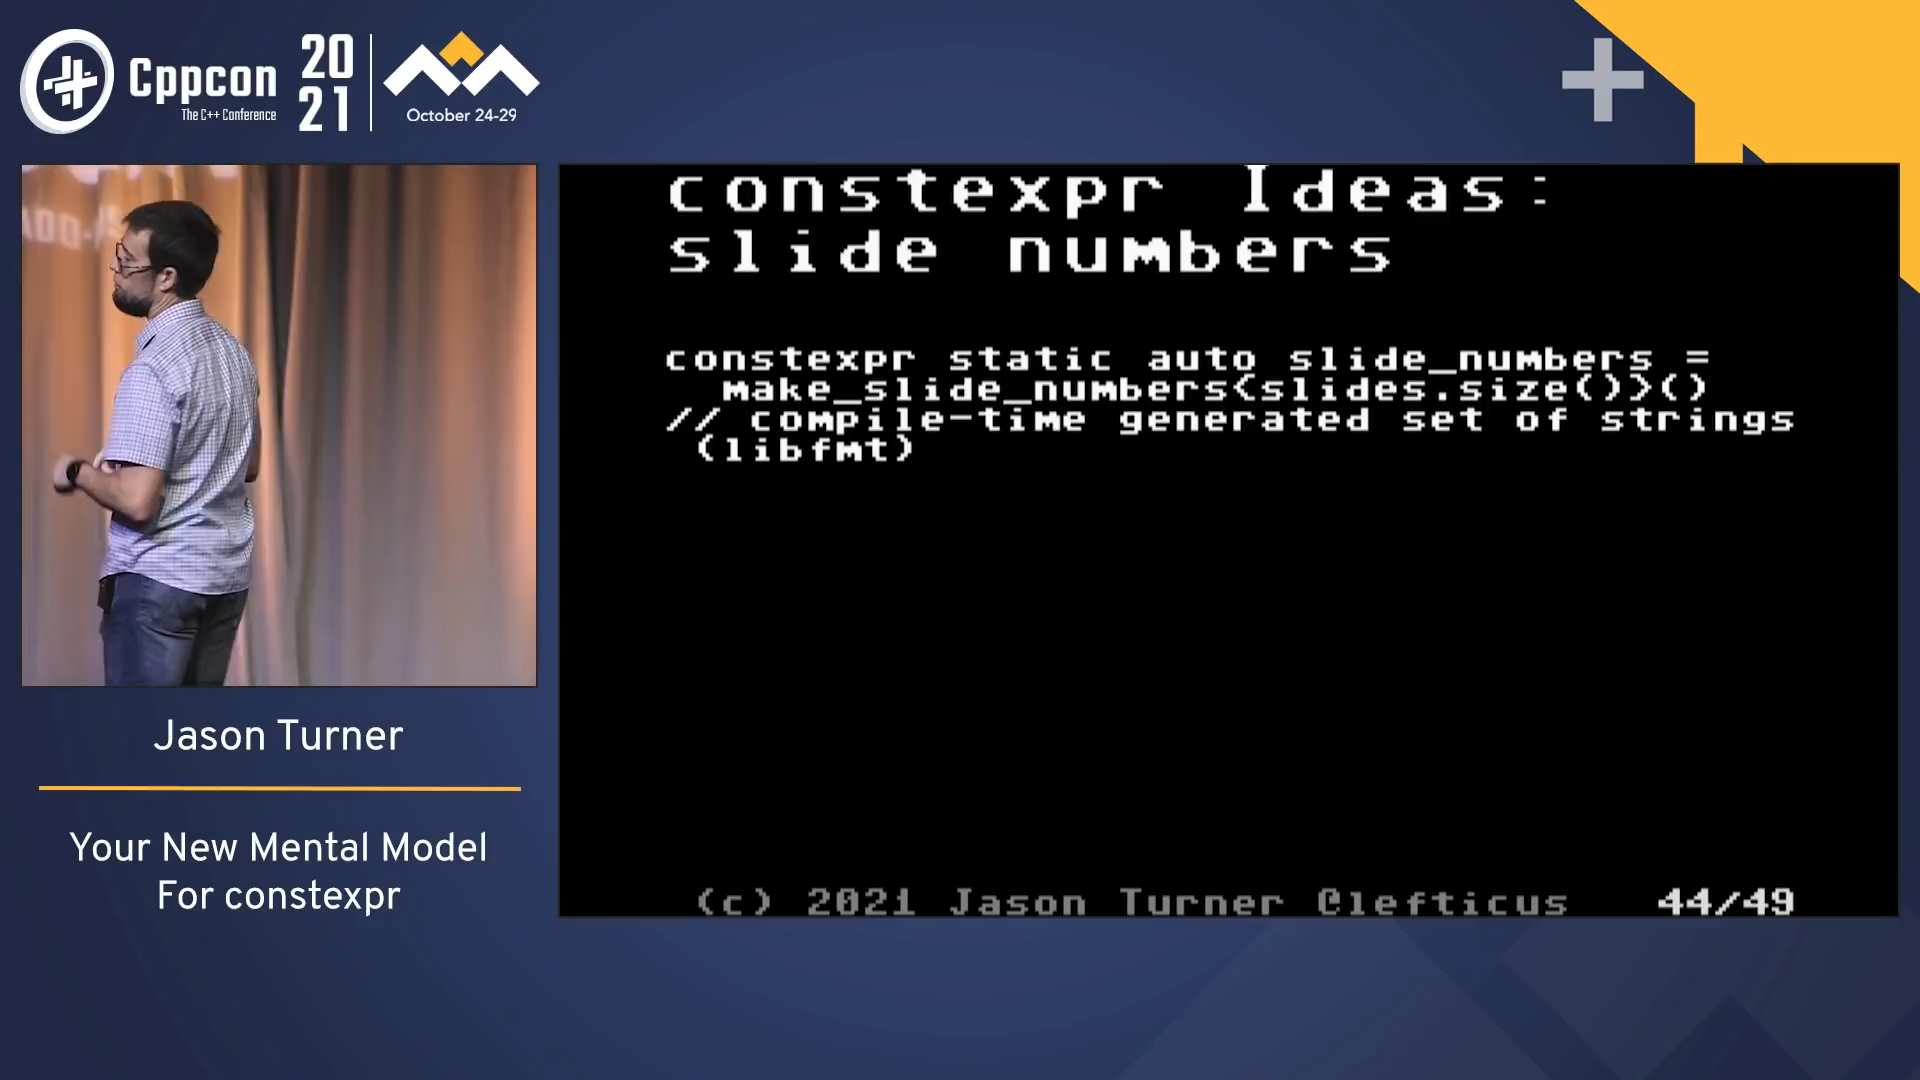 Cppcon
The C++ Conference
20
21
October 24-29
constexpr Ideas:
slide numbers
constexpr static auto slide_numbers =
make_slide_numbers<slides.size()>()
// compile-time generated set of strings
(libfmt)
(c) 2021 Jason Turner @lefticus
44/49
Jason Turner
Your New Mental Model
For constexpr